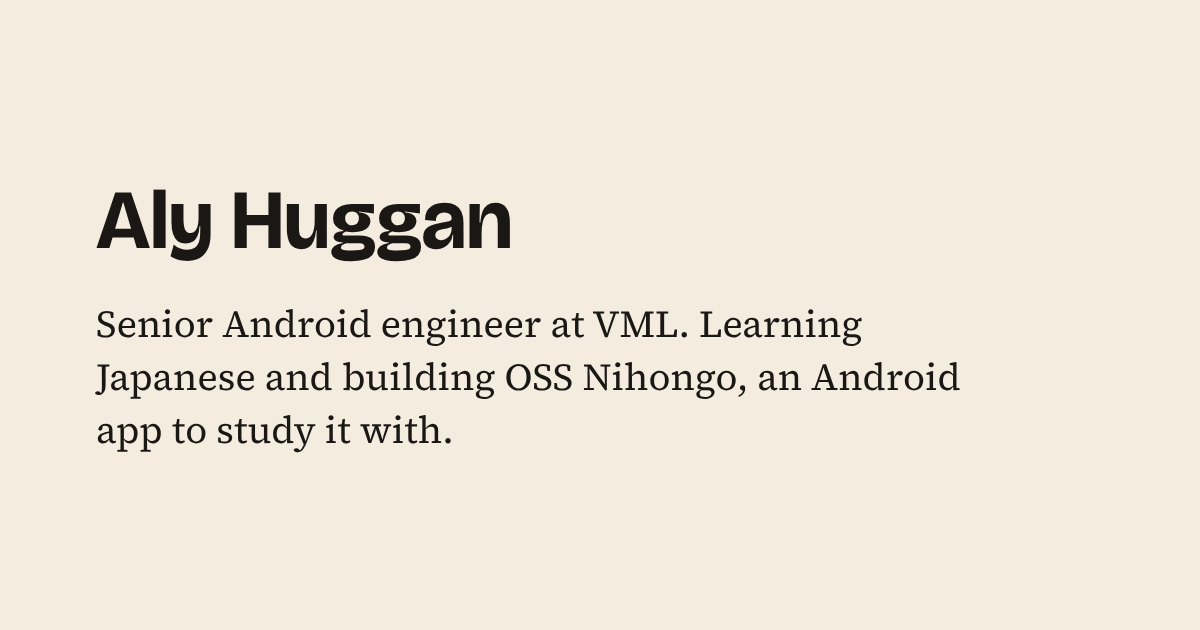 Aly Huggan
Senior Android engineer at VML. Learning
Japanese and building OSS Nihongo, an Android
app to study it with.